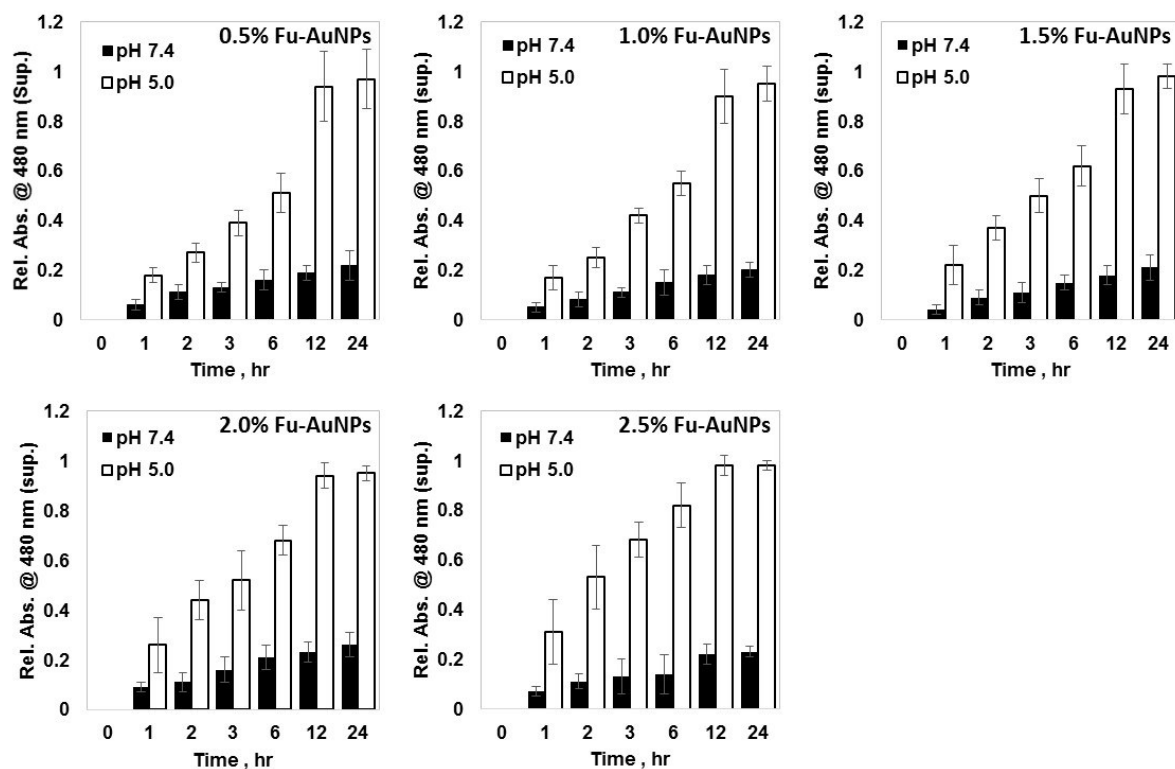 0.5% Fu-AuNPs
pH 7.4
pH 5.0
Rel. Abs. @ 480 nm (Sup.)
1.2
1
0.8
0.6
0.4
0.2
0
0 1 2 3 6 12 24
Time , hr
1.0% Fu-AuNPs
pH 7.4
pH 5.0
Rel. Abs. @ 480 nm (sup.)
1.2
1
0.8
0.6
0.4
0.2
0
0 1 2 3 6 12 24
Time , hr
1.5% Fu-AuNPs
pH 7.4
pH 5.0
Rel. Abs. @ 480 nm (sup.)
1.2
1
0.8
0.6
0.4
0.2
0
0 1 2 3 6 12 24
Time , hr
2.0% Fu-AuNPs
pH 7.4
pH 5.0
Rel. Abs. @ 480 nm (sup.)
1.2
1
0.8
0.6
0.4
0.2
0
0 1 2 3 6 12 24
Time, hr
2.5% Fu-AuNPs
pH 7.4
pH 5.0
Rel. Abs. @ 480 nm (sup.)
1.2
1
0.8
0.6
0.4
0.2
0
0 1 2 3 6 12 24
Time, hr